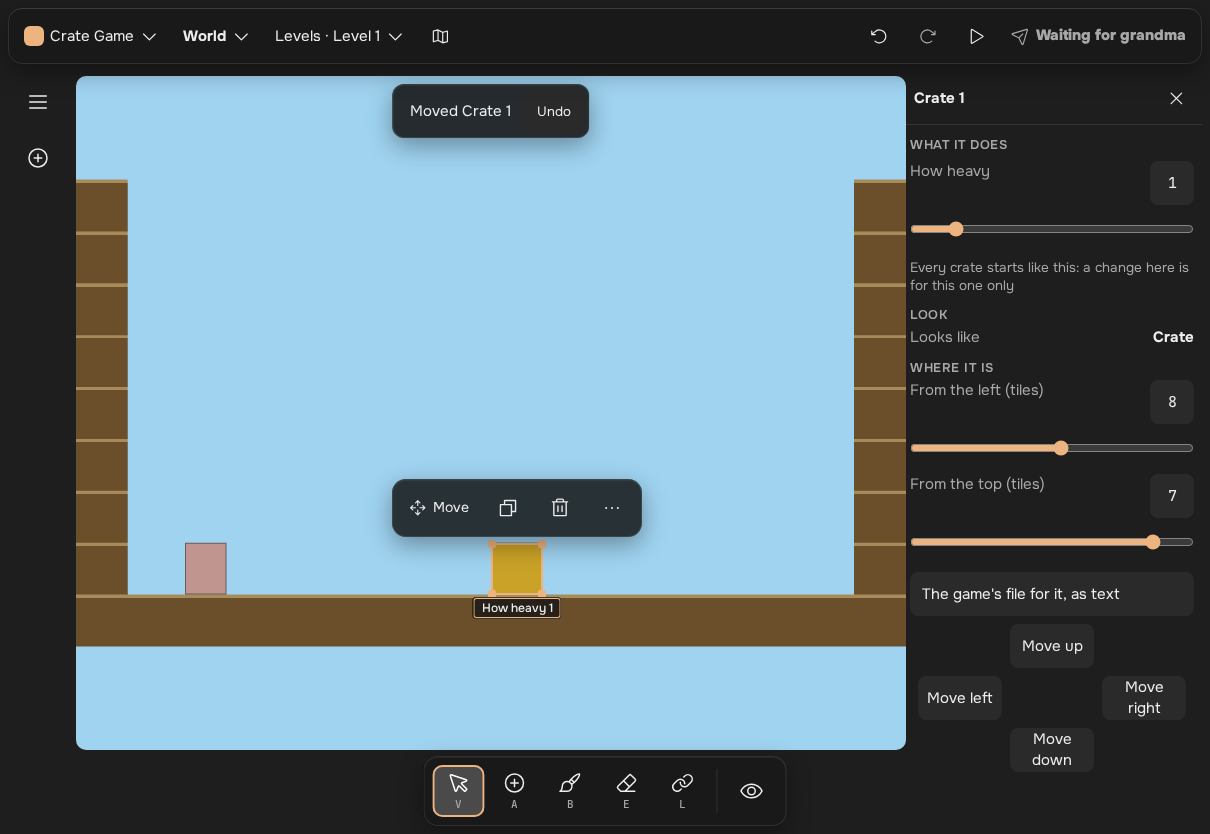 Crate Game
World
Levels · Level 1
Waiting for grandma
Moved Crate 1
Undo
Crate 1
WHAT IT DOES
How heavy
1
Every crate starts like this: a change here is
for this one only
LOOK
Looks like
Crate
WHERE IT IS
From the left (tiles)
8
From the top (tiles)
7
Move
How heavy 1
The game's file for it, as text
Move up
Move left
Move
right
Move
down
V
A
B
E
L